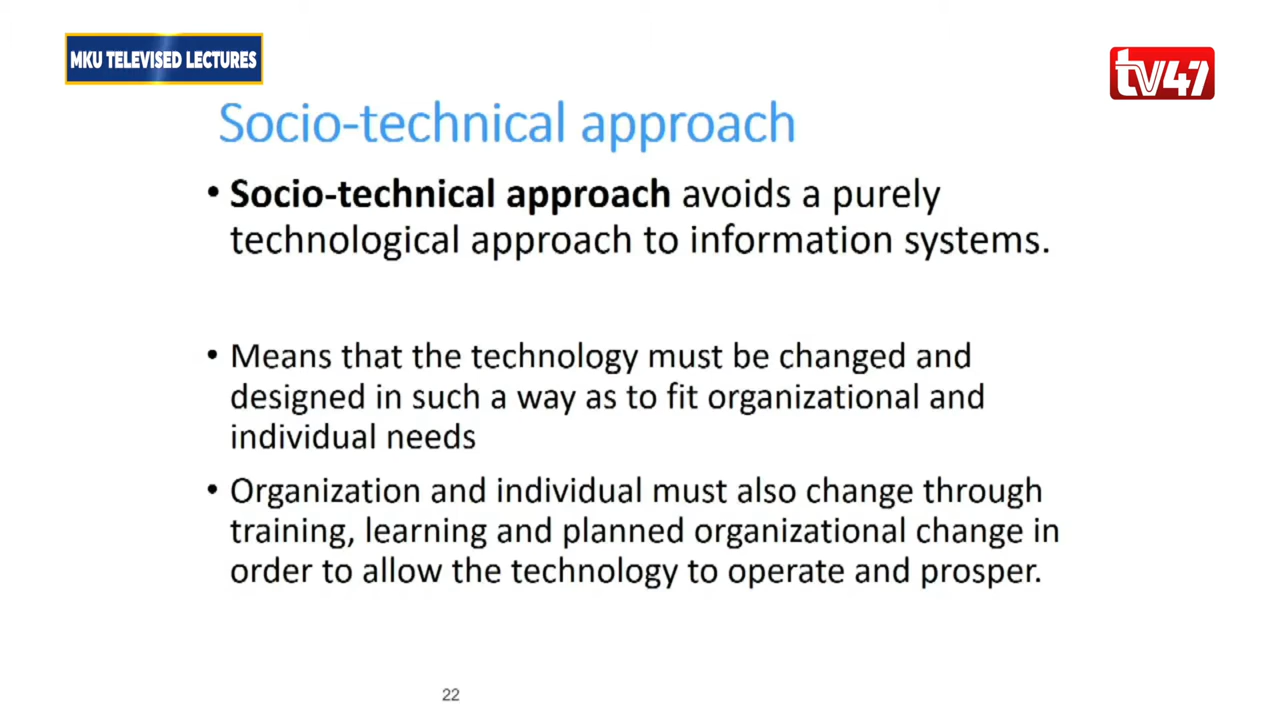 MKU TELEVISED LECTURES
tv47
Socio-technical approach
• Socio-technical approach avoids a purely
technological approach to information systems.
• Means that the technology must be changed and
designed in such a way as to fit organizational and
individual needs
• Organization and individual must also change through
training, learning and planned organizational change in
order to allow the technology to operate and prosper.
22